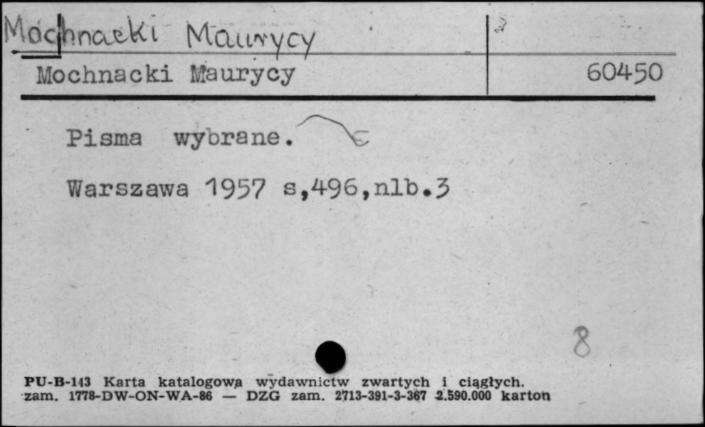 Mochnacki Maurycy
Mochnacki Maurycy 60450
Pisma wybrane.
Warszawa 1957 s,496,nlb.3
8
PU-B-143 Karta katalogowa wydawnictw zwartych i ciągłych.
zam. 1778-DW-ON-WA-86 — DZG zam. 2713-391-3-367 2.590.000 karton